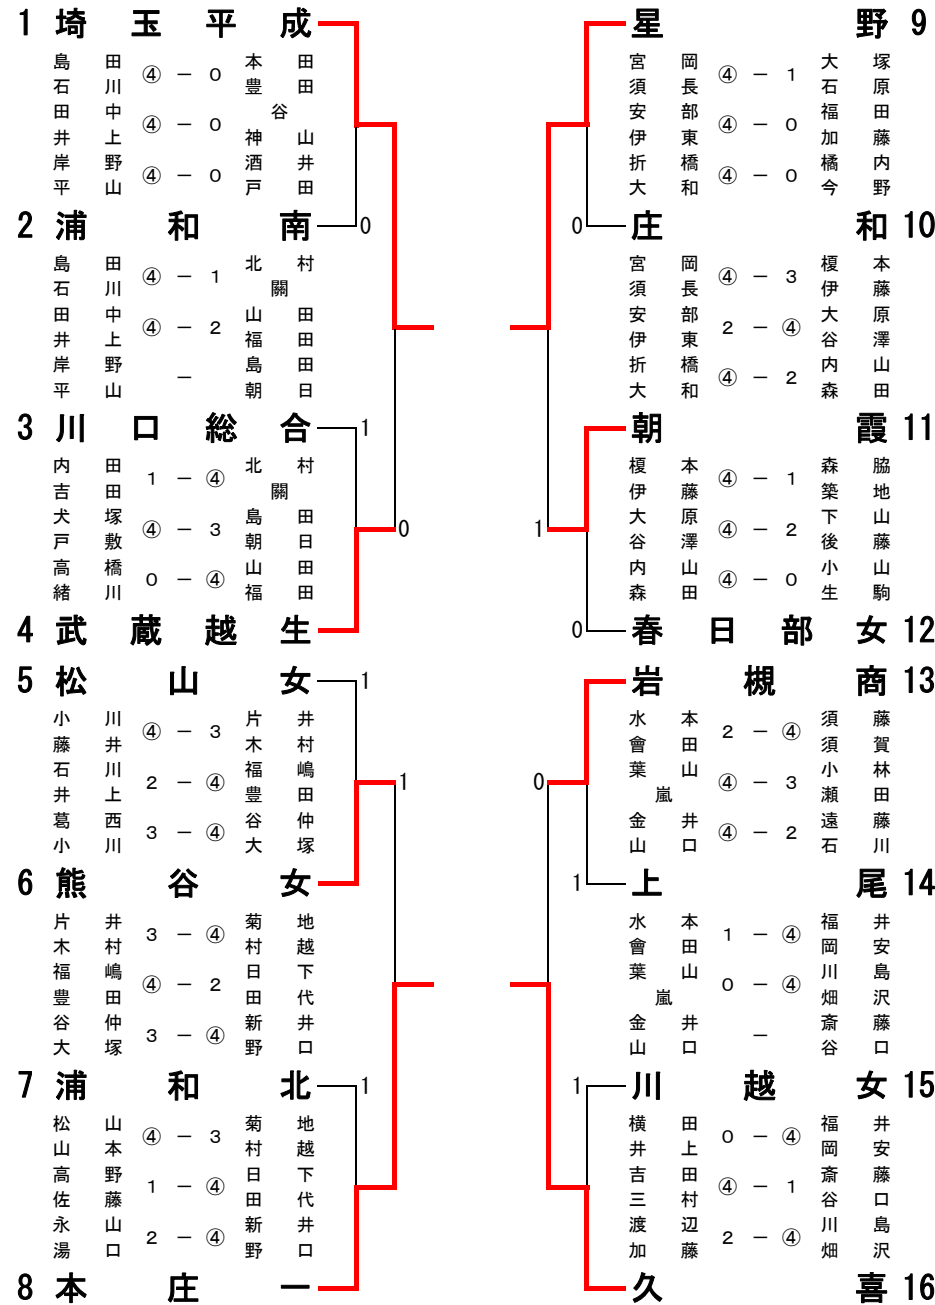 1 埼玉平成
島田 ④ － 0 本田
石川 豊田
田中 ④ － 0 谷
井上 神山
岸野 ④ － 0 酒井
平山 戸田
2 浦和南 0
島田 ④ － 1 北村
石川 關
田中 ④ － 2 山田
井上 福田
岸野 － 島田
平山 朝日
3 川口総合 1
内田 1 － ④ 北村
吉田 關
犬塚 ④ － 3 島田
戸敷 朝日
高橋 0 － ④ 山田
緒川 福田
0
4 武蔵越生
5 松山女 1
小川 ④ － 3 片井
藤井 木村
石川 2 － ④ 福嶋
井上 豊田
葛西 3 － ④ 谷仲
小川 大塚
1
6 熊谷女
片井 3 － ④ 菊地
木村 村越
福嶋 ④ － 2 日下
豊田 田代
谷仲 3 － ④ 新井
大塚 野口
7 浦和北 1
松山 ④ － 3 菊地
山本 村越
高野 1 － ④ 日下
佐藤 田代
永山 2 － ④ 新井
湯口 野口
8 本庄一
星野 9
宮岡 ④ － 1 大塚
須長 石原
安部 ④ － 0 福田
伊東 加藤
折橋 ④ － 0 橘内
大和 今野
0 庄和 10
宮岡 ④ － 3 榎本
須長 伊藤
安部 2 － ④ 大原
伊東 谷澤
折橋 ④ － 2 内山
大和 森田
朝霞 11
榎本 ④ － 1 森脇
伊藤 築地
大原 ④ － 2 下山
谷澤 後藤
内山 ④ － 0 小山
森田 生駒
1
0 春日部女 12
岩槻商 13
水本 2 － ④ 須藤
會田 須賀
葉山 ④ － 3 小林
嵐 瀬田
金井 ④ － 2 遠藤
山口 石川
0
1 上尾 14
水本 1 － ④ 福井
會田 岡安
葉山 0 － ④ 川島
嵐 畑沢
金井 － 斎藤
山口 谷口
1 川越女 15
横田 0 － ④ 福井
井上 岡安
吉田 ④ － 1 斎藤
三村 谷口
渡辺 2 － ④ 川島
加藤 畑沢
久喜 16